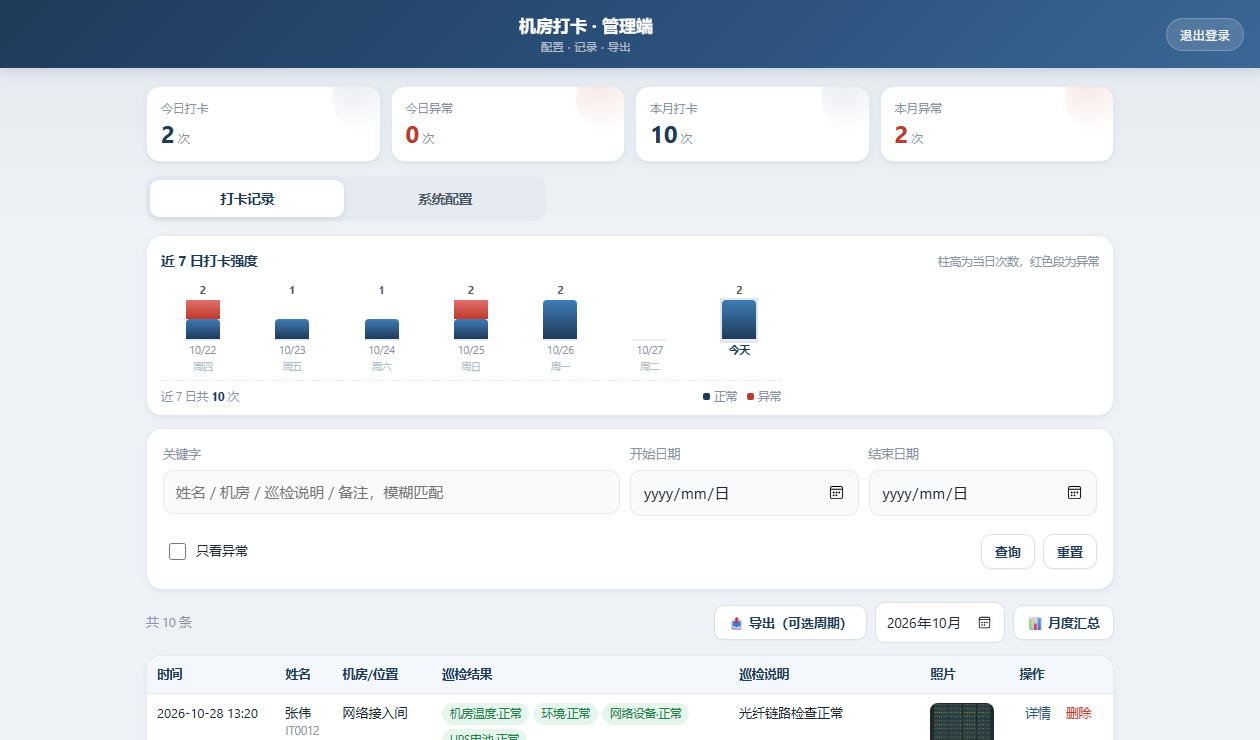 机房打卡 · 管理端
配置 · 记录 · 导出
退出登录
今日打卡
2 次
今日异常
0 次
本月打卡
10 次
本月异常
2 次
打卡记录
系统配置
近 7 日打卡强度
柱高为当日次数，红色段为异常
2 1 1 2 2 2
10/22 10/23 10/24 10/25 10/26 10/27 今天
周四 周五 周六 周日 周一 周二
近 7 日共 10 次
正常 异常
关键字 开始日期 结束日期
姓名 / 机房 / 巡检说明 / 备注，模糊匹配
yyyy/mm/日
yyyy/mm/日
只看异常
查询
重置
共 10 条
导出（可选周期）
2026年10月
月度汇总
时间 姓名 机房/位置 巡检结果 巡检说明 照片 操作
2026-10-28 13:20 张伟 网络接入间 机房温度·正常 环境·正常 网络设备·正常 光纤链路检查正常 详情 删除
IT0012
UPS电池·正常